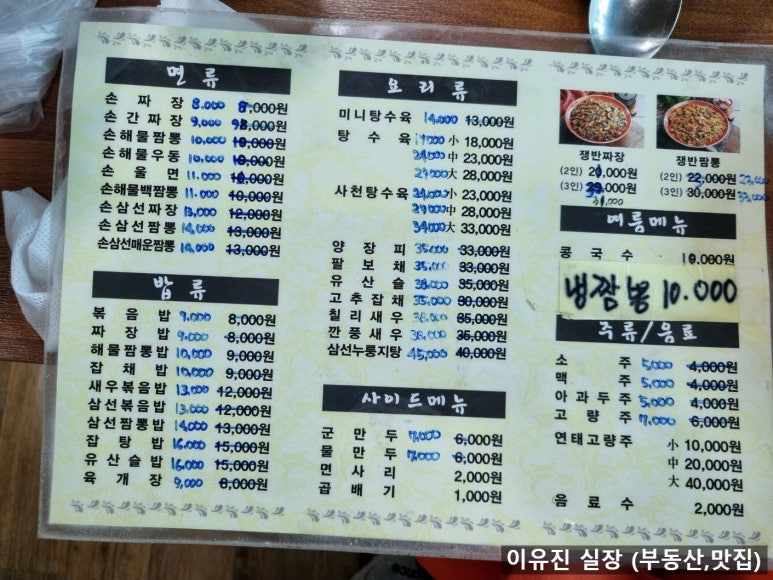 면류
손짜장 8.000 8,000원
손간짜장 9.000 9,000원
손해물짬뽕 10,000 10,000원
손해물우동 10,000 10,000원
손울면 11,000 12,000원
손해물백짬뽕 11,000 10,000원
손삼선짜장 13,000 12,000원
손삼선짬뽕 14,000 13,000원
손삼선매운짬뽕 14,000 13,000원
밥류
볶음밥 9,000 8,000원
짜장밥 9,000 8,000원
해물짬뽕밥 10,000 9,000원
잡채밥 10,000 9,000원
새우볶음밥 13,000 12,000원
삼선볶음밥 13,000 12,000원
삼선짬뽕밥 14,000 13,000원
잡탕밥 16,000 15,000원
유산슬밥 16,000 15,000원
육개장 9,000 8,000원
요리류
미니탕수육 14,000 13,000원
탕수육 19,000 小 18,000원
24,000 中 23,000원
29,000 大 28,000원
사천탕수육 24,000 小 23,000원
29,000 中 28,000원
34,000 大 33,000원
양장피 35,000 33,000원
팔보채 35,000 33,000원
유산슬 38,000 35,000원
고추잡채 35,000 30,000원
칠리새우 38,000 35,000원
깐풍새우 38,000 35,000원
삼선누룽지탕 45,000 40,000원
사이드메뉴
군만두 7,000 6,000원
물만두 7,000 6,000원
면사리 2,000원
곱배기 1,000원
쟁반짜장
(2인) 20,000원
(3인) 000원
31,000
쟁반짬뽕
(2인) 22,000원 23,000
(3인) 30,000원 33,000
여름메뉴
콩국수 10.000원
냉짬뽕 10.000
주류/음료
소주 5,000 4,000원
맥주 5,000 4,000원
이과두주 5,000 4,000원
고량주 7,000 6,000원
연태고량주 小 10,000원
中 20,000원
大 40,000원
음료수 2,000원
이유진 실장 (부동산,맛집)